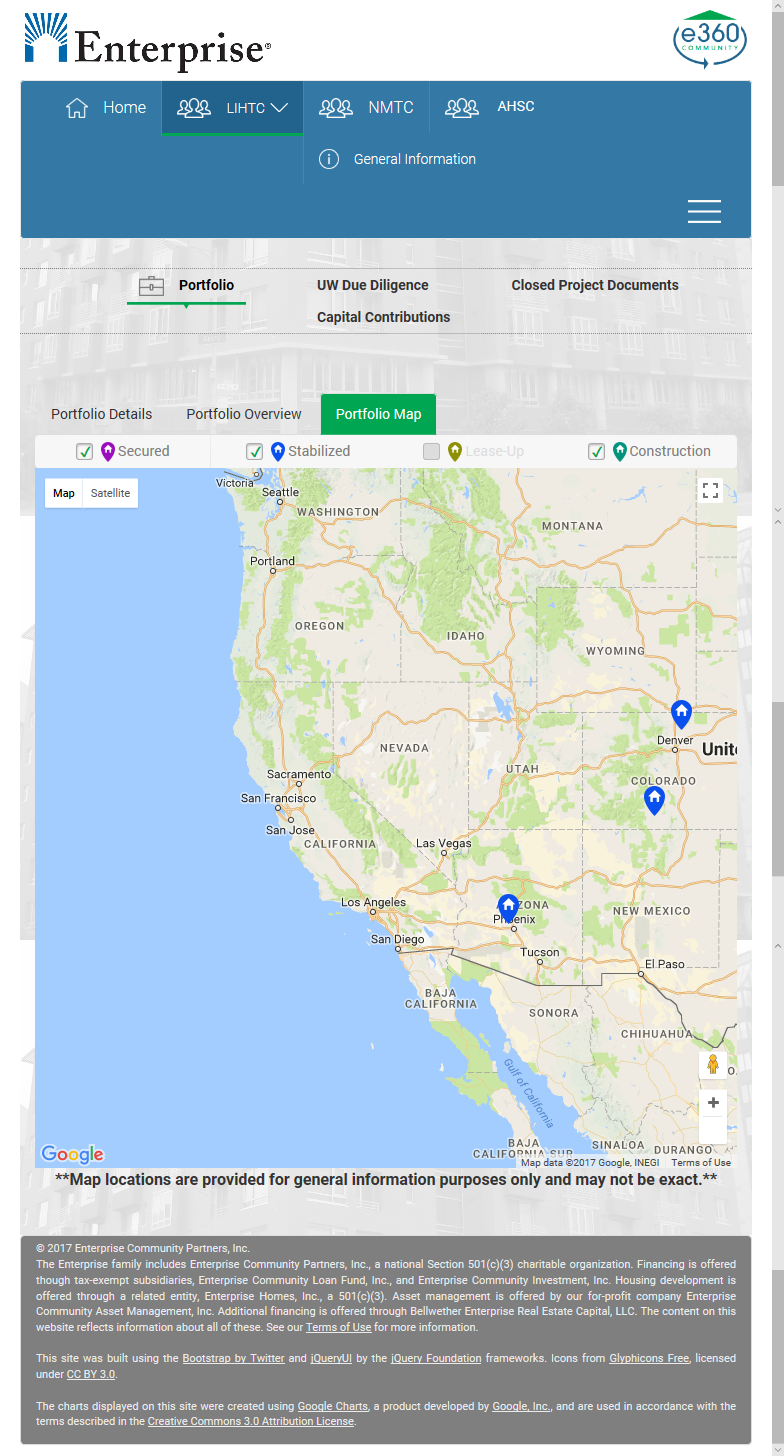 Enterprise®
e360
COMMUNITY
Home
LIHTC
NMTC
AHSC
General Information
Portfolio
UW Due Diligence
Closed Project Documents
Capital Contributions
Portfolio Details
Portfolio Overview
Portfolio Map
Secured
Stabilized
Lease-Up
Construction
Map
Satellite
Victoria
Seattle
WASHINGTON
MONTANA
Portland
OREGON
IDAHO
WYOMING
Denver
Unite
NEVADA
UTAH
COLORADO
Sacramento
San Francisco
San Jose
CALIFORNIA
Las Vegas
Los Angeles
ARIZONA
Phoenix
NEW MEXICO
San Diego
Tucson
El Paso
BAJA
CALIFORNIA
SONORA
CHIHUAHUA
Gulf of California
BAJA
CALIFORNIA SUR
SINALOA
DURANGO
Google
Map data ©2017 Google, INEGI
Terms of Use
**Map locations are provided for general information purposes only and may not be exact.**
© 2017 Enterprise Community Partners, Inc.
The Enterprise family includes Enterprise Community Partners, Inc., a national Section 501(c)(3) charitable organization. Financing is offered
though tax-exempt subsidiaries, Enterprise Community Loan Fund, Inc., and Enterprise Community Investment, Inc. Housing development is
offered through a related entity, Enterprise Homes, Inc., a 501(c)(3). Asset management is offered by our for-profit company Enterprise
Community Asset Management, Inc. Additional financing is offered through Bellwether Enterprise Real Estate Capital, LLC. The content on this
website reflects information about all of these. See our Terms of Use for more information.
This site was built using the Bootstrap by Twitter and jQueryUI by the jQuery Foundation frameworks. Icons from Glyphicons Free, licensed
under CC BY 3.0.
The charts displayed on this site were created using Google Charts, a product developed by Google, Inc., and are used in accordance with the
terms described in the Creative Commons 3.0 Attribution License.